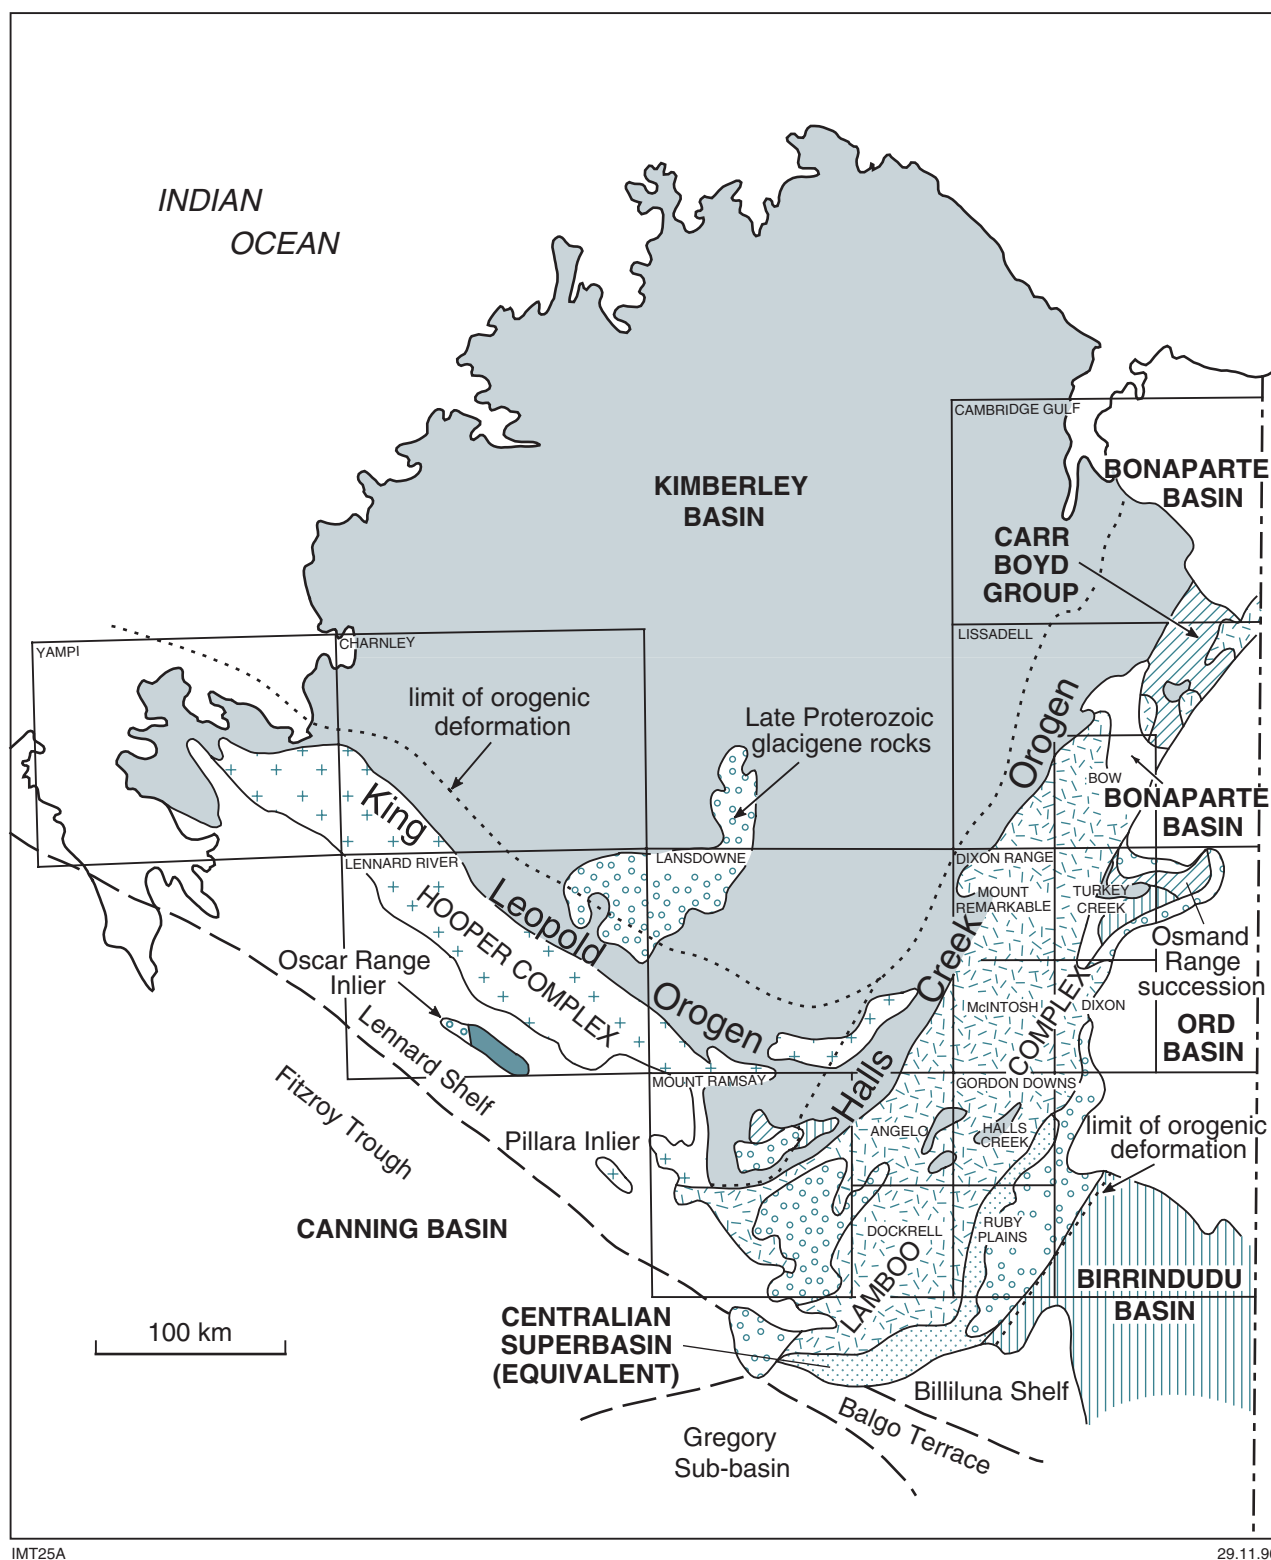 INDIAN
OCEAN
CAMBRIDGE GULF
KIMBERLEY
BASIN
BONAPARTE
BASIN
CARR
BOYD
GROUP
YAMPI
CHARNLEY
LISSADELL
limit of orogenic
deformation
Late Proterozoic
glacigene rocks
BOW
BONAPARTE
BASIN
King
Leopold
Orogen
Halls
Creek
Orogen
LENNARD RIVER
LANSDOWNE
DIXON RANGE
MOUNT
REMARKABLE
TURKEY
CREEK
HOOPER COMPLEX
Oscar Range
Inlier
Osmand
Range
succession
McINTOSH
DIXON
ORD
BASIN
Lennard Shelf
Fitzroy Trough
MOUNT RAMSAY
GORDON DOWNS
Pillara Inlier
ANGELO
HALLS
CREEK
limit of orogenic
deformation
CANNING BASIN
DOCKRELL
RUBY
PLAINS
LAMBOO
COMPLEX
BIRRINDUDU
BASIN
100 km
CENTRALIAN
SUPERBASIN
(EQUIVALENT)
Billiluna Shelf
Balgo Terrace
Gregory
Sub-basin
IMT25A